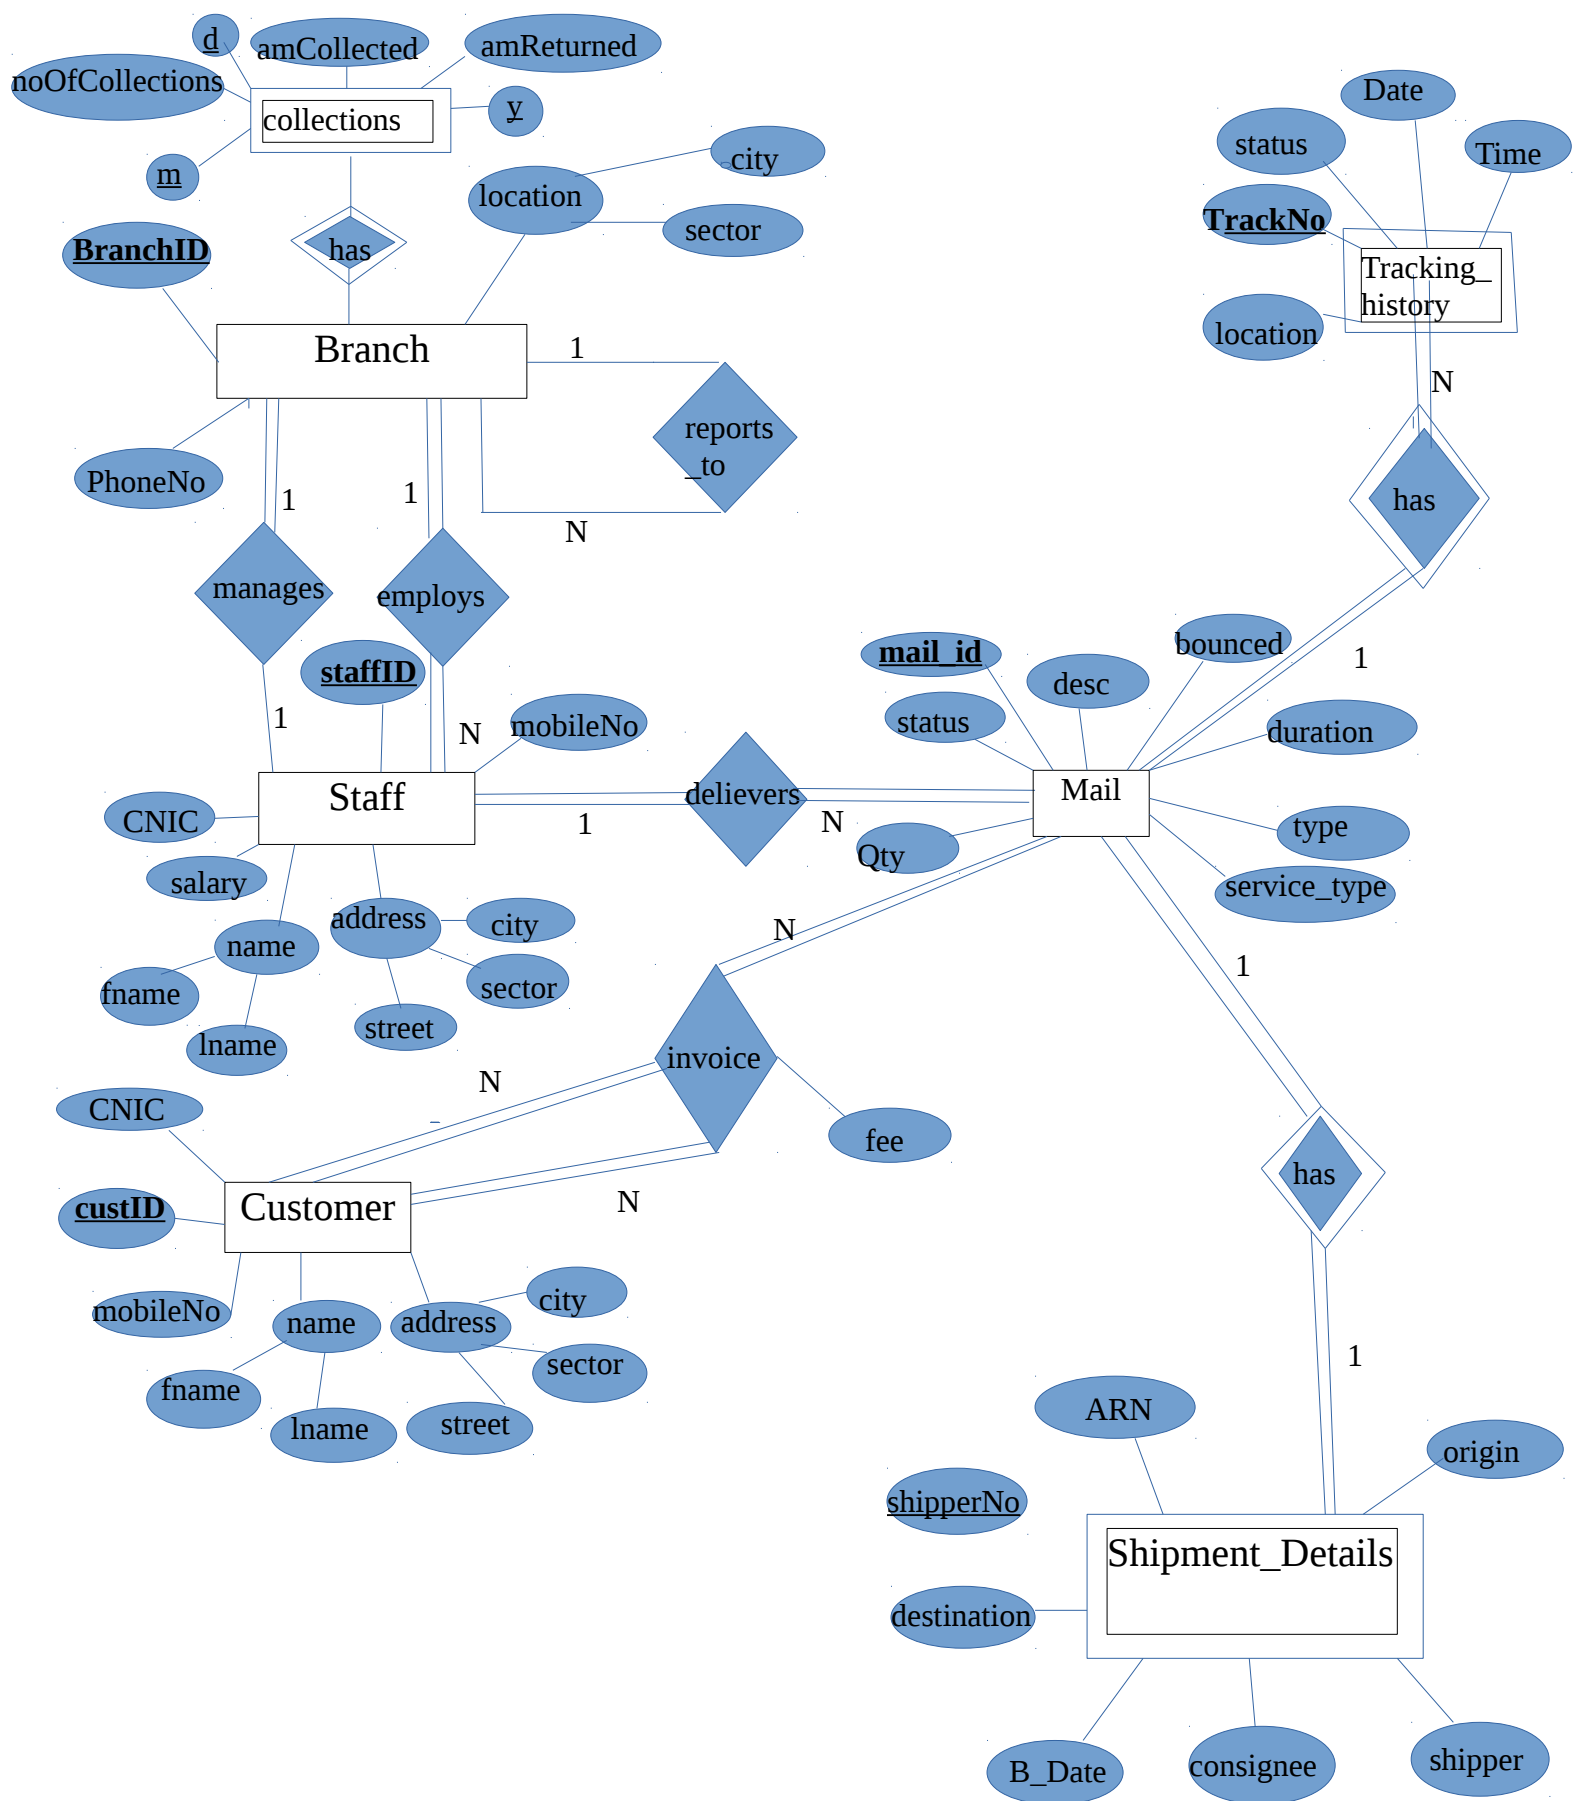 d
amCollected
amReturned
noOfCollections
collections
y
m
city
location
sector
has
BranchID
Branch
1
reports
_to
N
PhoneNo
1
1
manages
employs
staffID
1
N
mobileNo
Staff
CNIC
salary
1
delievers
N
name
address
city
fname
sector
street
lname
Date
status
Time
TrackNo
Tracking_
history
location
N
has
1
mail_id
bounced
desc
status
duration
Mail
type
Qty
service_type
N
1
invoice
N
fee
N
CNIC
custID
Customer
mobileNo
name
address
city
fname
sector
lname
street
has
1
ARN
origin
shipperNo
Shipment_Details
destination
B_Date
consignee
shipper